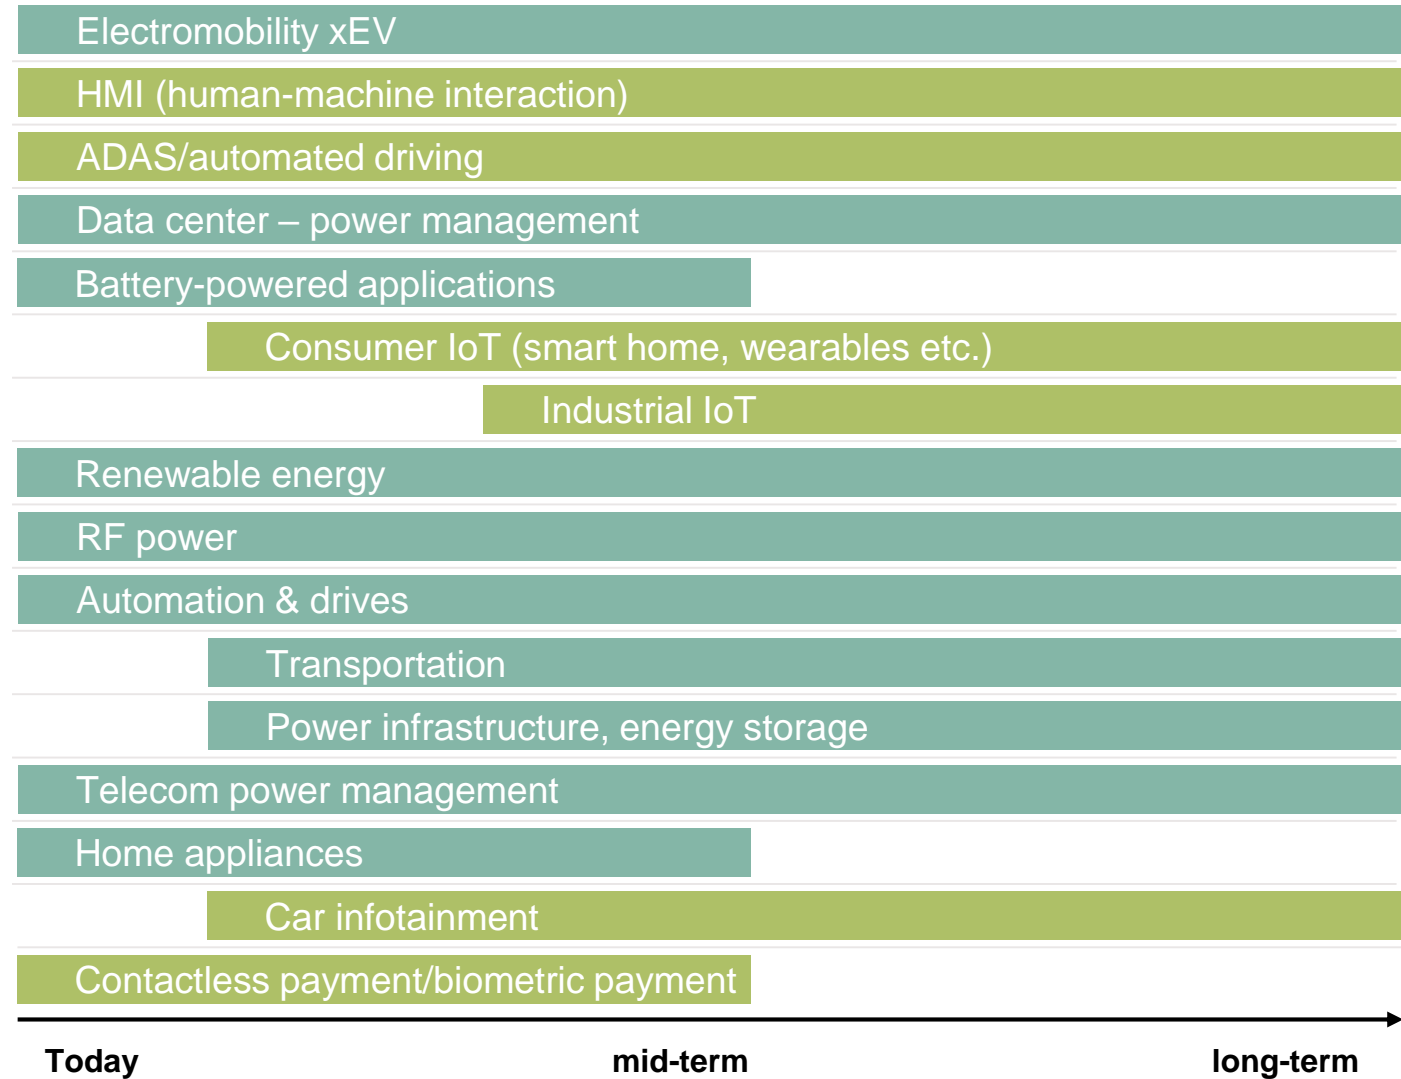 Electromobility xEV
HMI (human-machine interaction)
ADAS/automated driving
Data center – power management
Battery-powered applications
Consumer IoT (smart home, wearables etc.)
Industrial IoT
Renewable energy
RF power
Automation & drives
Transportation
Power infrastructure, energy storage
Telecom power management
Home appliances
Car infotainment
Contactless payment/biometric payment
Today mid-term long-term